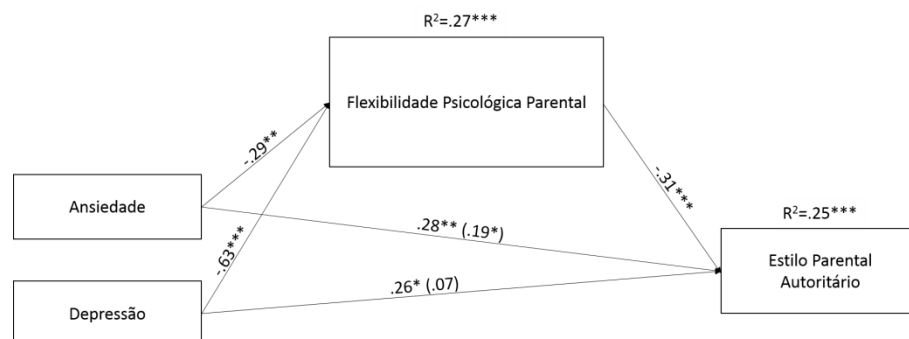 R²=.27***
Flexibilidade Psicológica Parental
-.29**
-.31***
Ansiedade
R²=.25***
.28** (.19*)
-.63***
Estilo Parental
Autoritário
.26* (.07)
Depressão